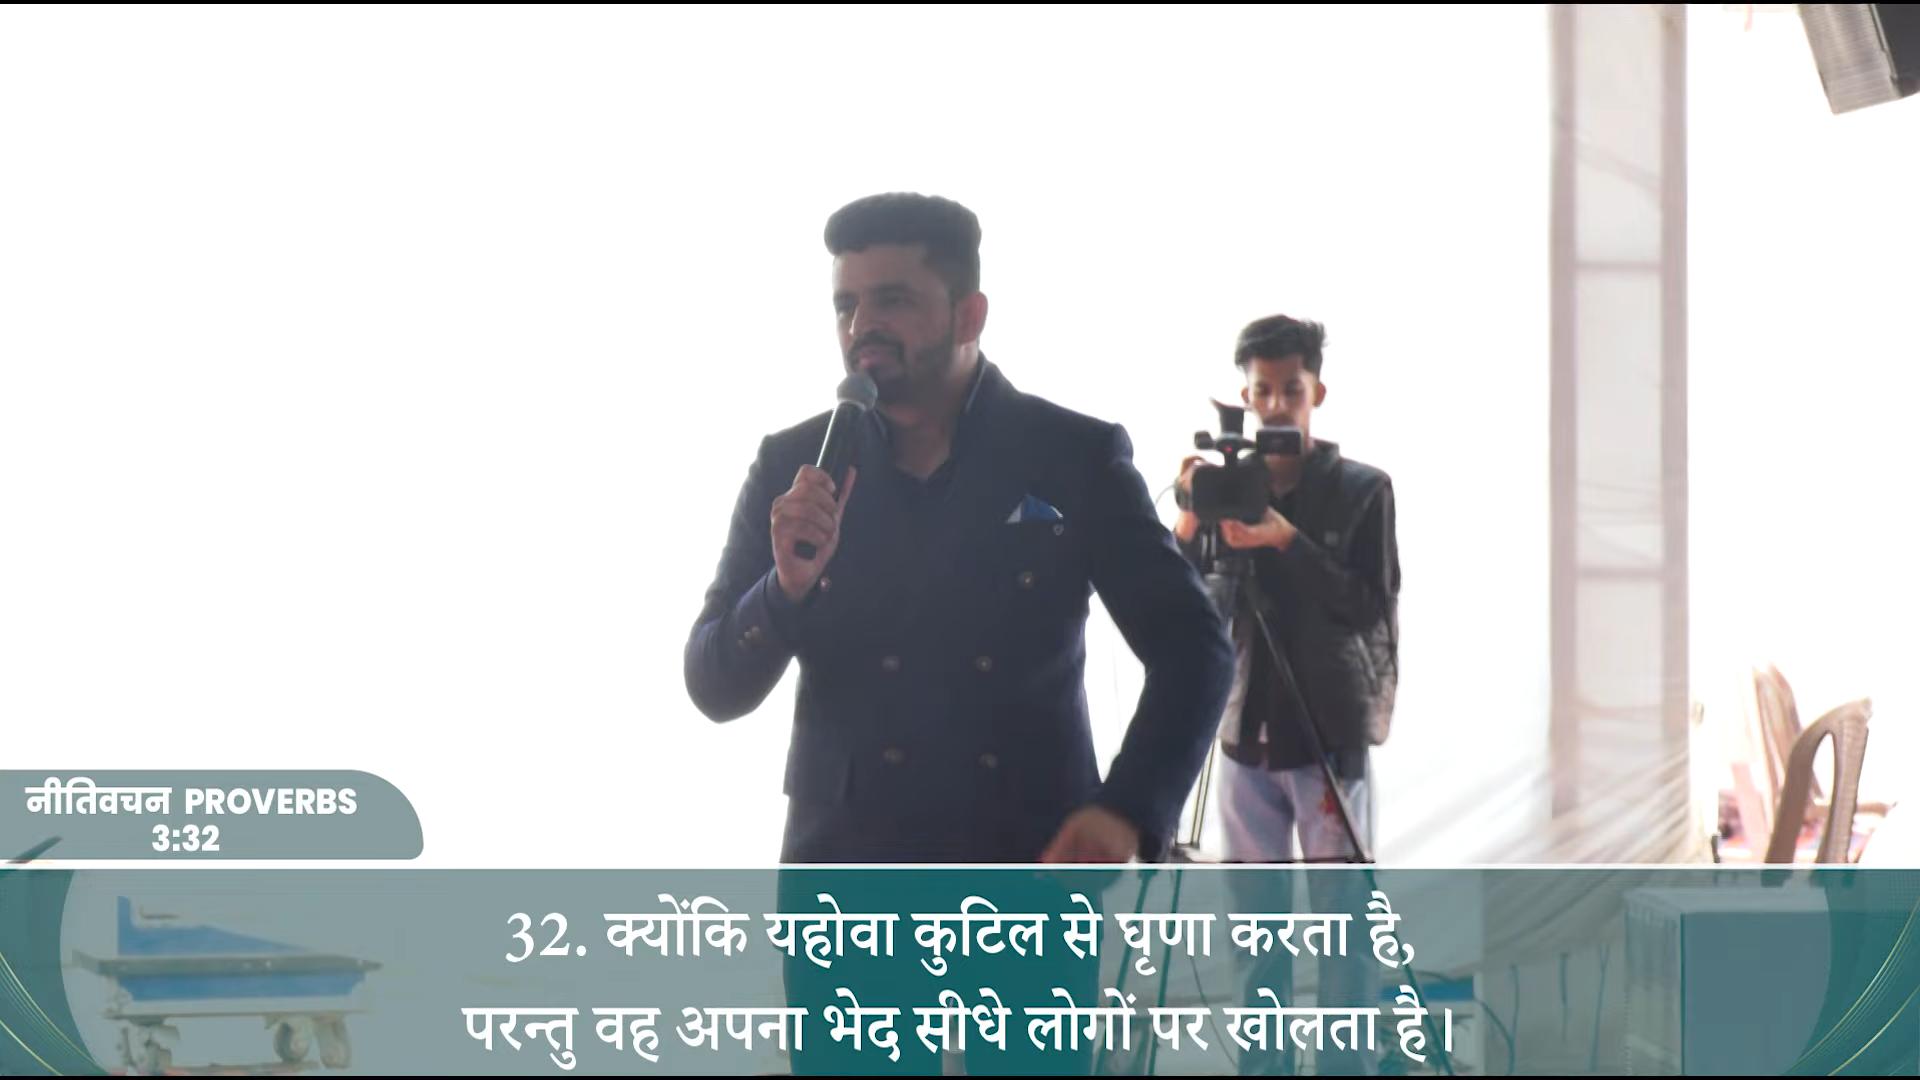 नीतिवचन PROVERBS
3:32
32. क्योंकि यहोवा कुटिल से घृणा करता है,
परन्तु वह अपना भेद सीधे लोगों पर खोलता है।